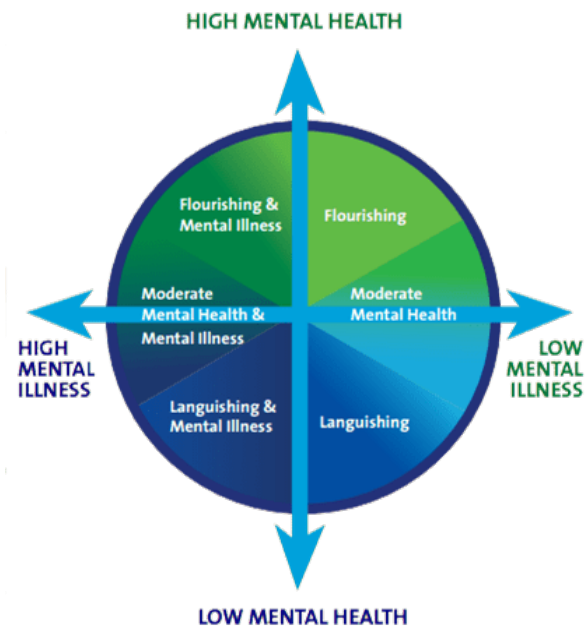 HIGH MENTAL HEALTH
Flourishing &
Mental Illness
Flourishing
Moderate
Mental Health &
Mental Illness
Moderate
Mental Health
HIGH
MENTAL
ILLNESS
LOW
MENTAL
ILLNESS
Languishing &
Mental Illness
Languishing
LOW MENTAL HEALTH